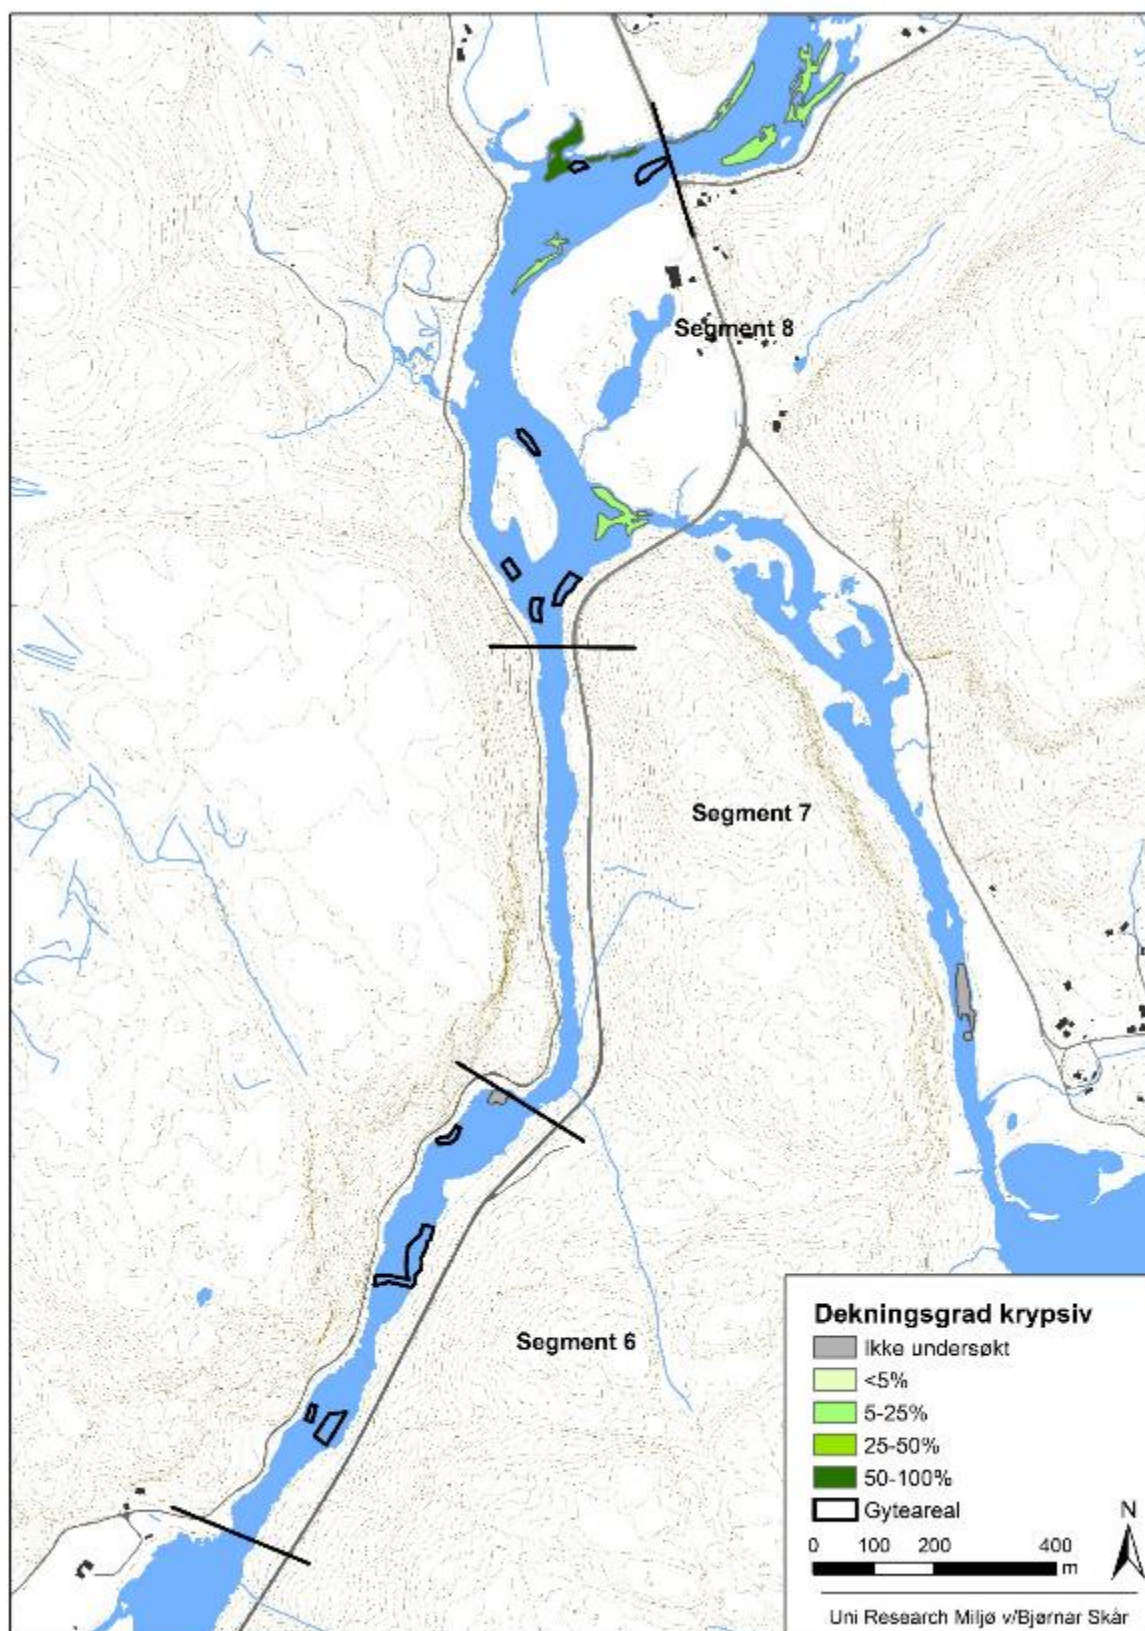 Segment 8
Segment 7
Segment 6
Dekningsgrad krypsiv
Ikke undersøkt
<5%
5-25%
25-50%
50-100%
Gyteareal
N
0 100 200 400
m
Uni Research Miljø v/Bjørnar Skår